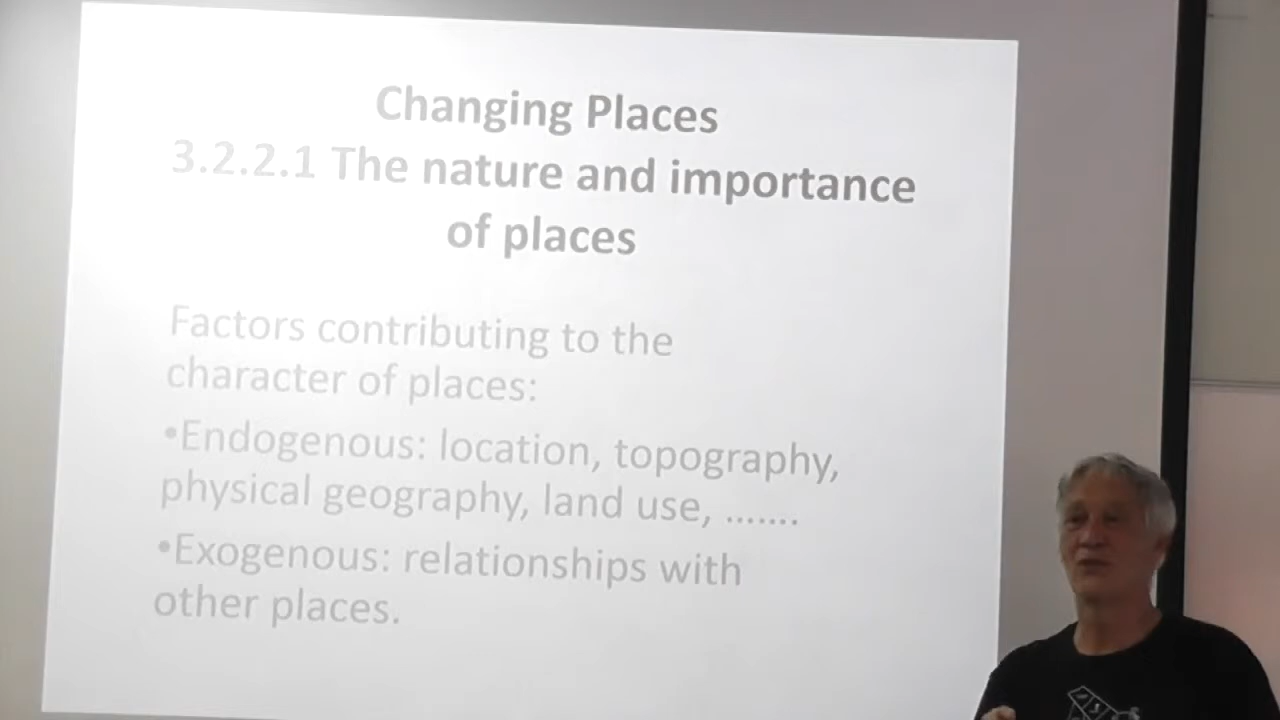 Changing Places
3.2.2.1 The nature and importance
of places
Factors contributing to the
character of places:
•Endogenous: location, topography,
physical geography, land use, .......
•Exogenous: relationships with
other places.